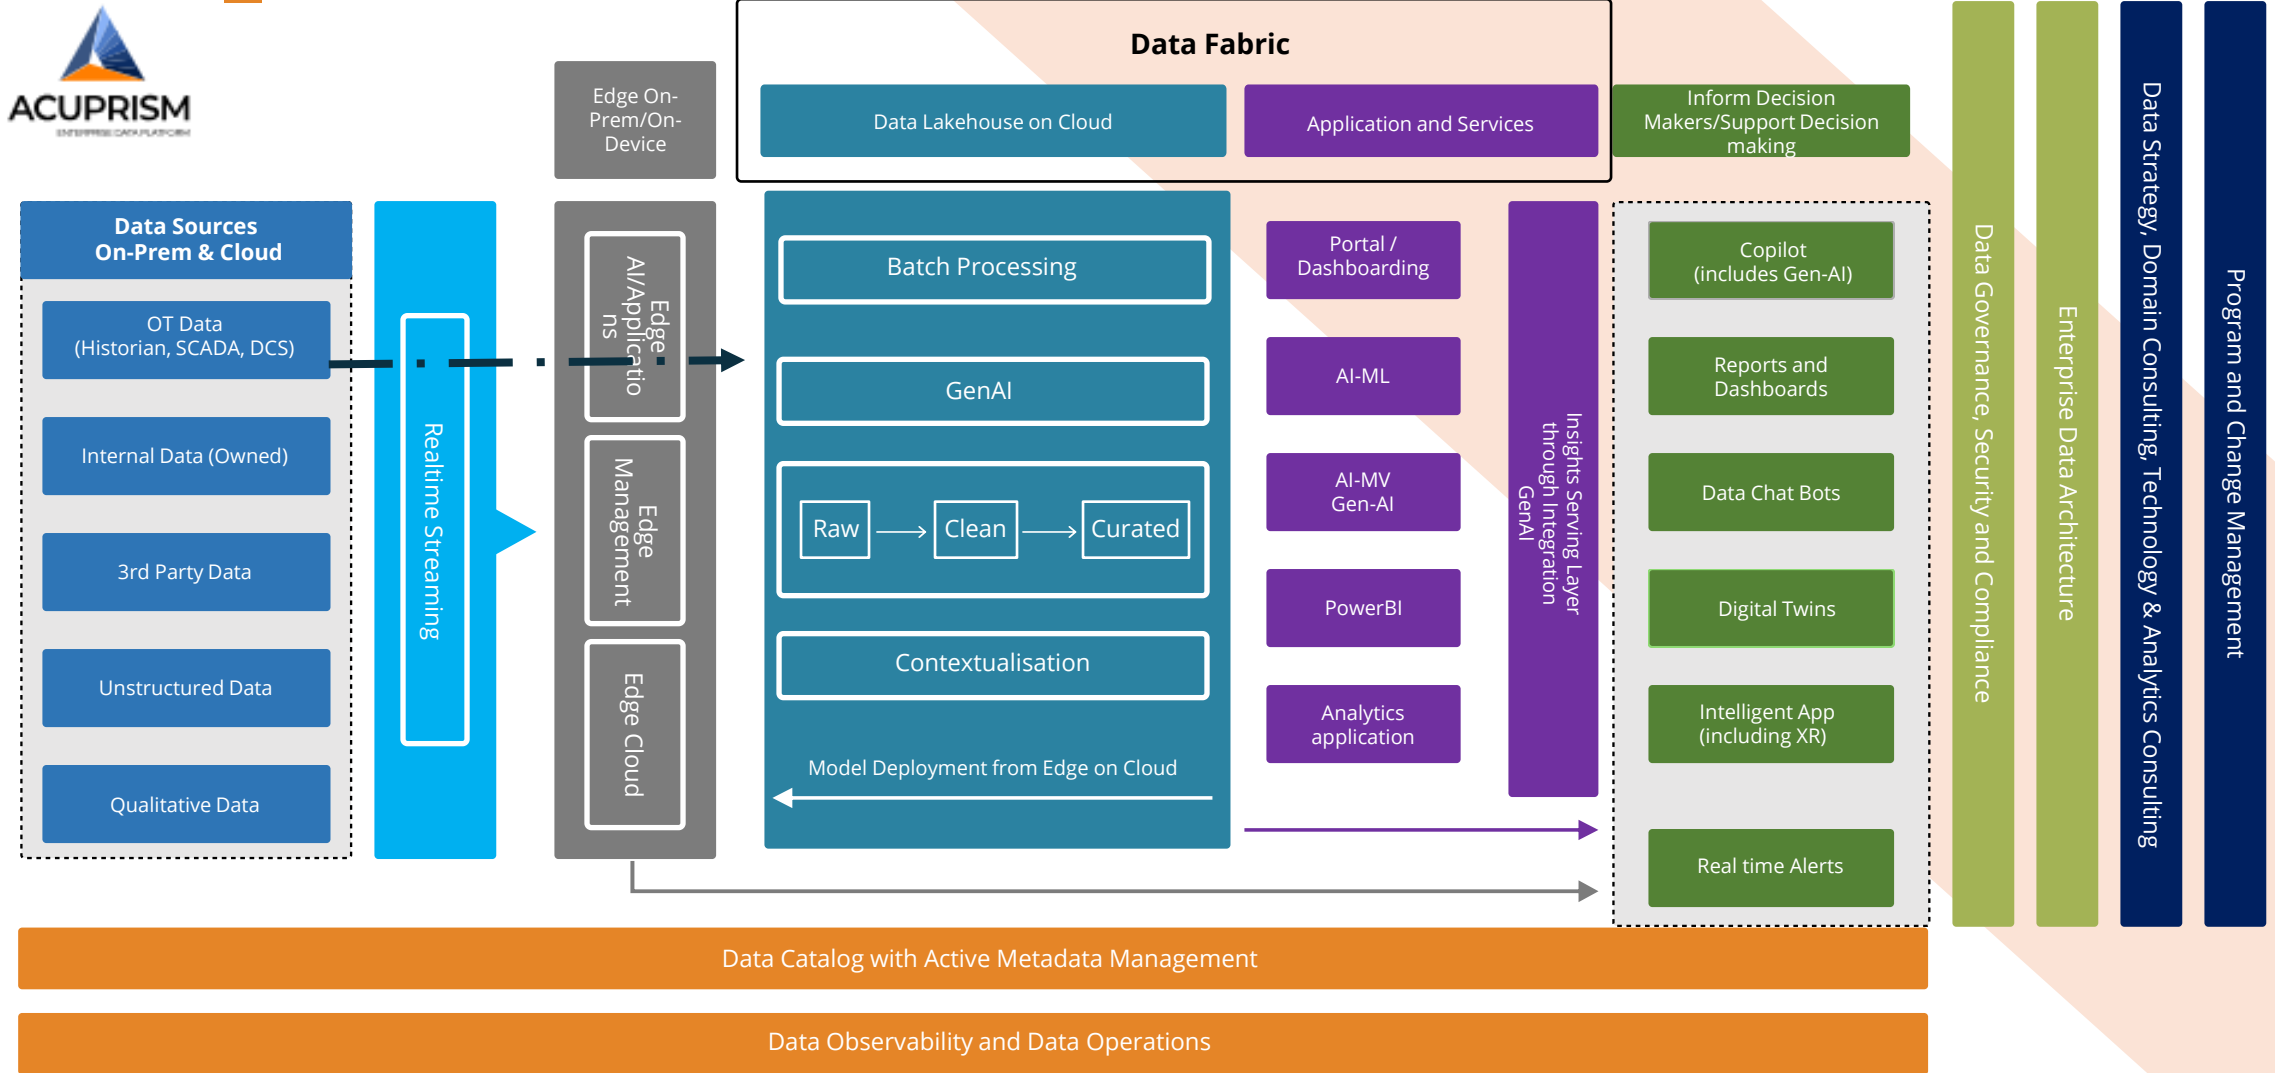 ACUPRISM
ENTERPRISE DATA PLATFORM
Data Fabric
Edge On-
Prem/On-
Device
Data Lakehouse on Cloud
Application and Services
Inform Decision
Makers/Support Decision
making
Data Sources
On-Prem & Cloud
OT Data
(Historian, SCADA, DCS)
Internal Data (Owned)
3rd Party Data
Unstructured Data
Qualitative Data
Realtime Streaming
Edge
AI/Applicatio
ns
Edge
Management
Edge Cloud
Batch Processing
GenAI
Raw
Clean
Curated
Contextualisation
Model Deployment from Edge on Cloud
Portal /
Dashboarding
AI-ML
AI-MV
Gen-AI
PowerBI
Analytics
application
Insights Serving Layer
through Integration
GenAI
Copilot
(includes Gen-AI)
Reports and
Dashboards
Data Chat Bots
Digital Twins
Intelligent App
(including XR)
Real time Alerts
Data Governance, Security and Compliance
Enterprise Data Architecture
Data Strategy, Domain Consulting, Technology & Analytics Consulting
Program and Change Management
Data Catalog with Active Metadata Management
Data Observability and Data Operations